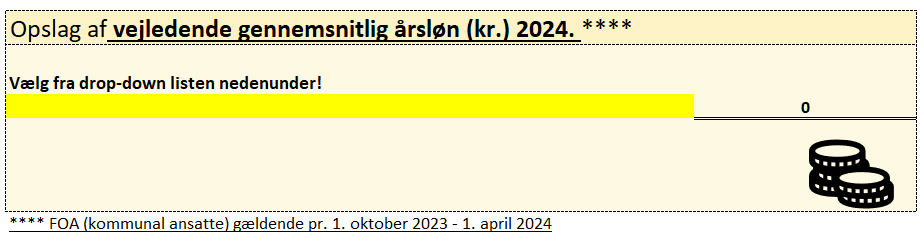 Opslag af vejledende gennemsnitlig årsløn (kr.) 2024. ****
Vælg fra drop-down listen nedenunder!
0
**** FOA (kommunal ansatte) gældende pr. 1. oktober 2023 - 1. april 2024